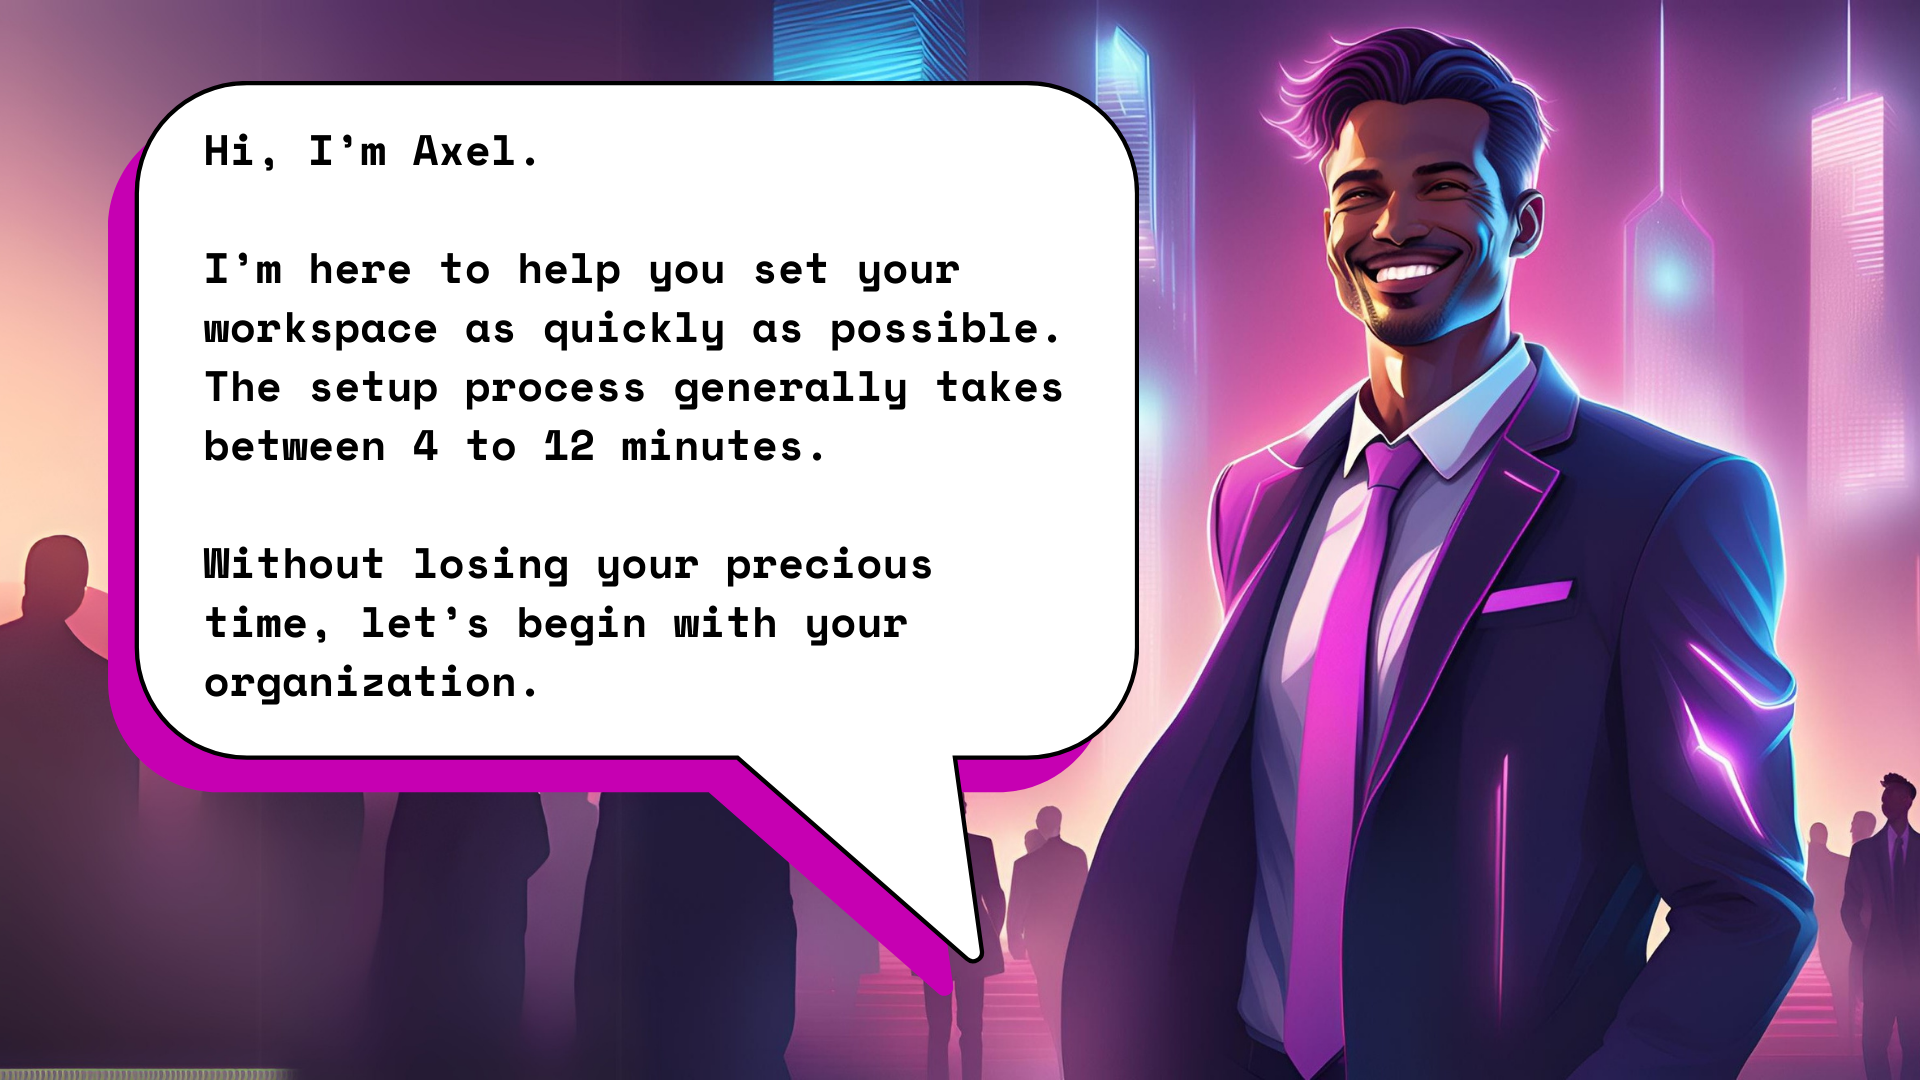 Hi, I’m Axel.
I’m here to help you set your
workspace as quickly as possible.
The setup process generally takes
between 4 to 12 minutes.
Without losing your precious
time, let’s begin with your
organization.